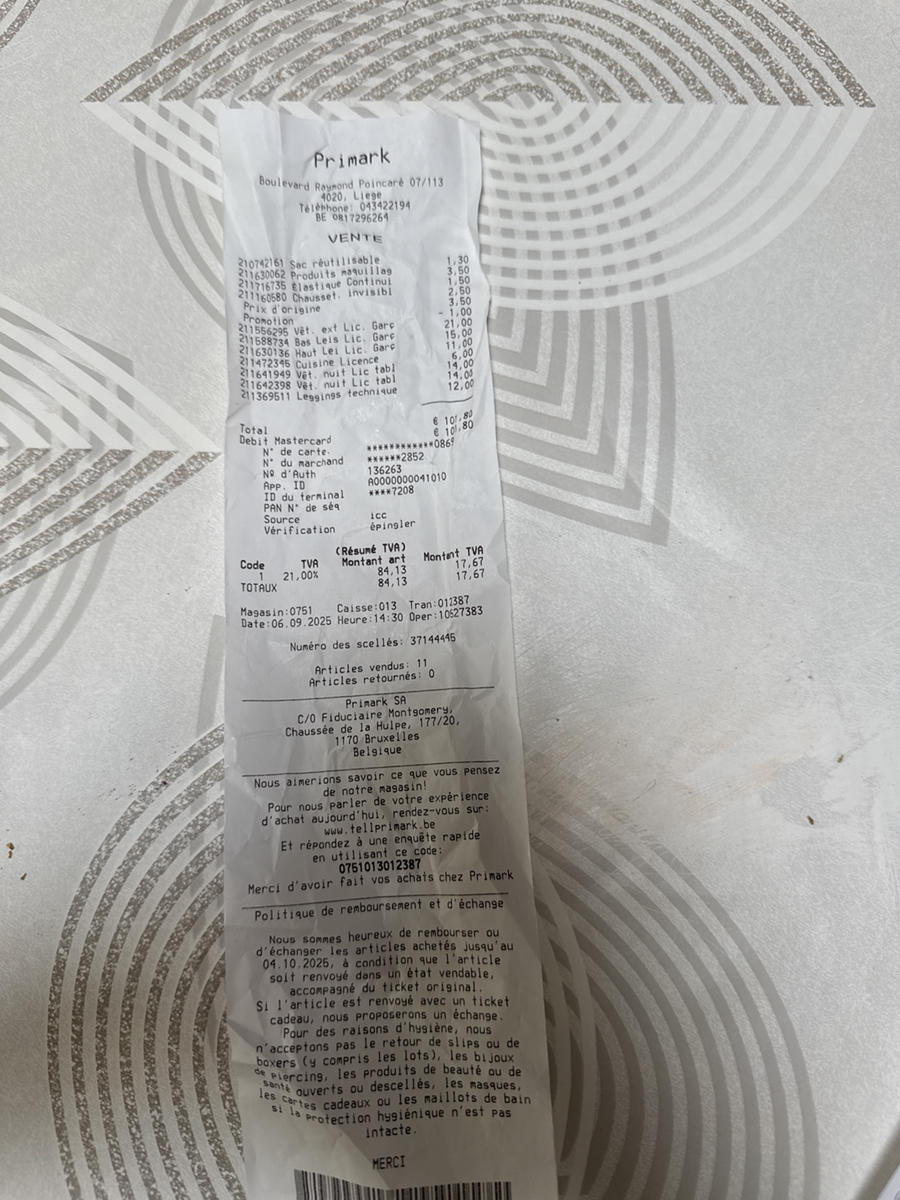 Primark
Boulevard Raymond Poincaré 07/113
4020, Liege
Téléphone: 043422194
BE 0817296264
VENTE
210742161 Sac réutilisable 1,30
211630062 Produits maquillag 3,50
211716735 Élastique Continui 1,50
211160580 Chausset. invisibl 2,50
Prix d'origine 3,50
Promotion - 1,00
211556295 Vêt. ext Lic. Garç 21,00
211588734 Bas Leis Lic. Garç 15,00
211630136 Haut Lei Lic. Garç 11,00
211472345 Cuisine Licence 6,00
211641949 Vêt. nuit Lic tabl 14,00
211642398 Vêt. nuit Lic tabl 14,00
211369511 Leggings technique 12,00
Total € 101,80
Debit Mastercard € 101,80
N° de carte. ***********0869
N° du marchand ******2852
Nº d'Auth 136263
App. ID A0000000041010
ID du terminal ****7208
PAN N° de séq
Source icc
Vérification épingler
(Résumé TVA)
Code TVA Montant art Montant TVA
1 21,00% 84,13 17,67
TOTAUX 84,13 17,67
Magasin:0751 Caisse:013 Tran:012387
Date:06.09.2025 Heure:14:30 Oper:10527383
Numéro des scellés: 37144445
Articles vendus: 11
Articles retournés: 0
Primark SA
C/O Fiduciaire Montgomery,
Chaussée de la Hulpe, 177/20,
1170 Bruxelles
Belgique
Nous aimerions savoir ce que vous pensez
de notre magasin!
Pour nous parler de votre expérience
d'achat aujourd'hui, rendez-vous sur:
www.tellprimark.be
Et répondez à une enquête rapide
en utilisant ce code:
0751013012387
Merci d'avoir fait vos achats chez Primark
Politique de remboursement et d'échange
Nous sommes heureux de rembourser ou
d'échanger les articles achetés jusqu'au
04.10.2025, à condition que l'article
soit renvoyé dans un état vendable,
accompagné du ticket original.
Si l'article est renvoyé avec un ticket
cadeau, nous proposerons un échange.
Pour des raisons d'hygiène, nous
n'acceptons pas le retour de slips ou de
boxers (y compris les lots), les bijoux
de piercing, les produits de beauté ou de
santé ouverts ou descellés, les masques,
les cartes cadeaux ou les maillots de bain
si la protection hygiénique n'est pas
intacte.
MERCI